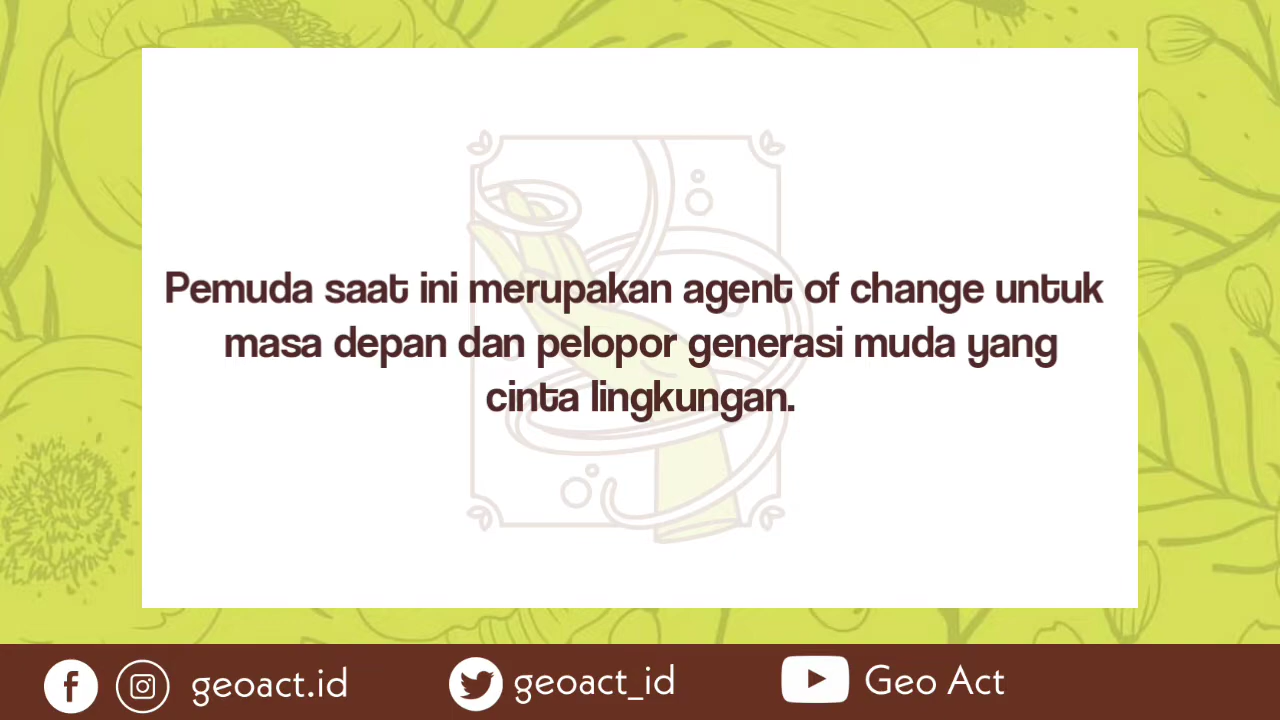 Pemuda saat ini merupakan agent of change untuk
masa depan dan pelopor generasi muda yang
cinta lingkungan.
geoact.id
geoact_id
Geo Act